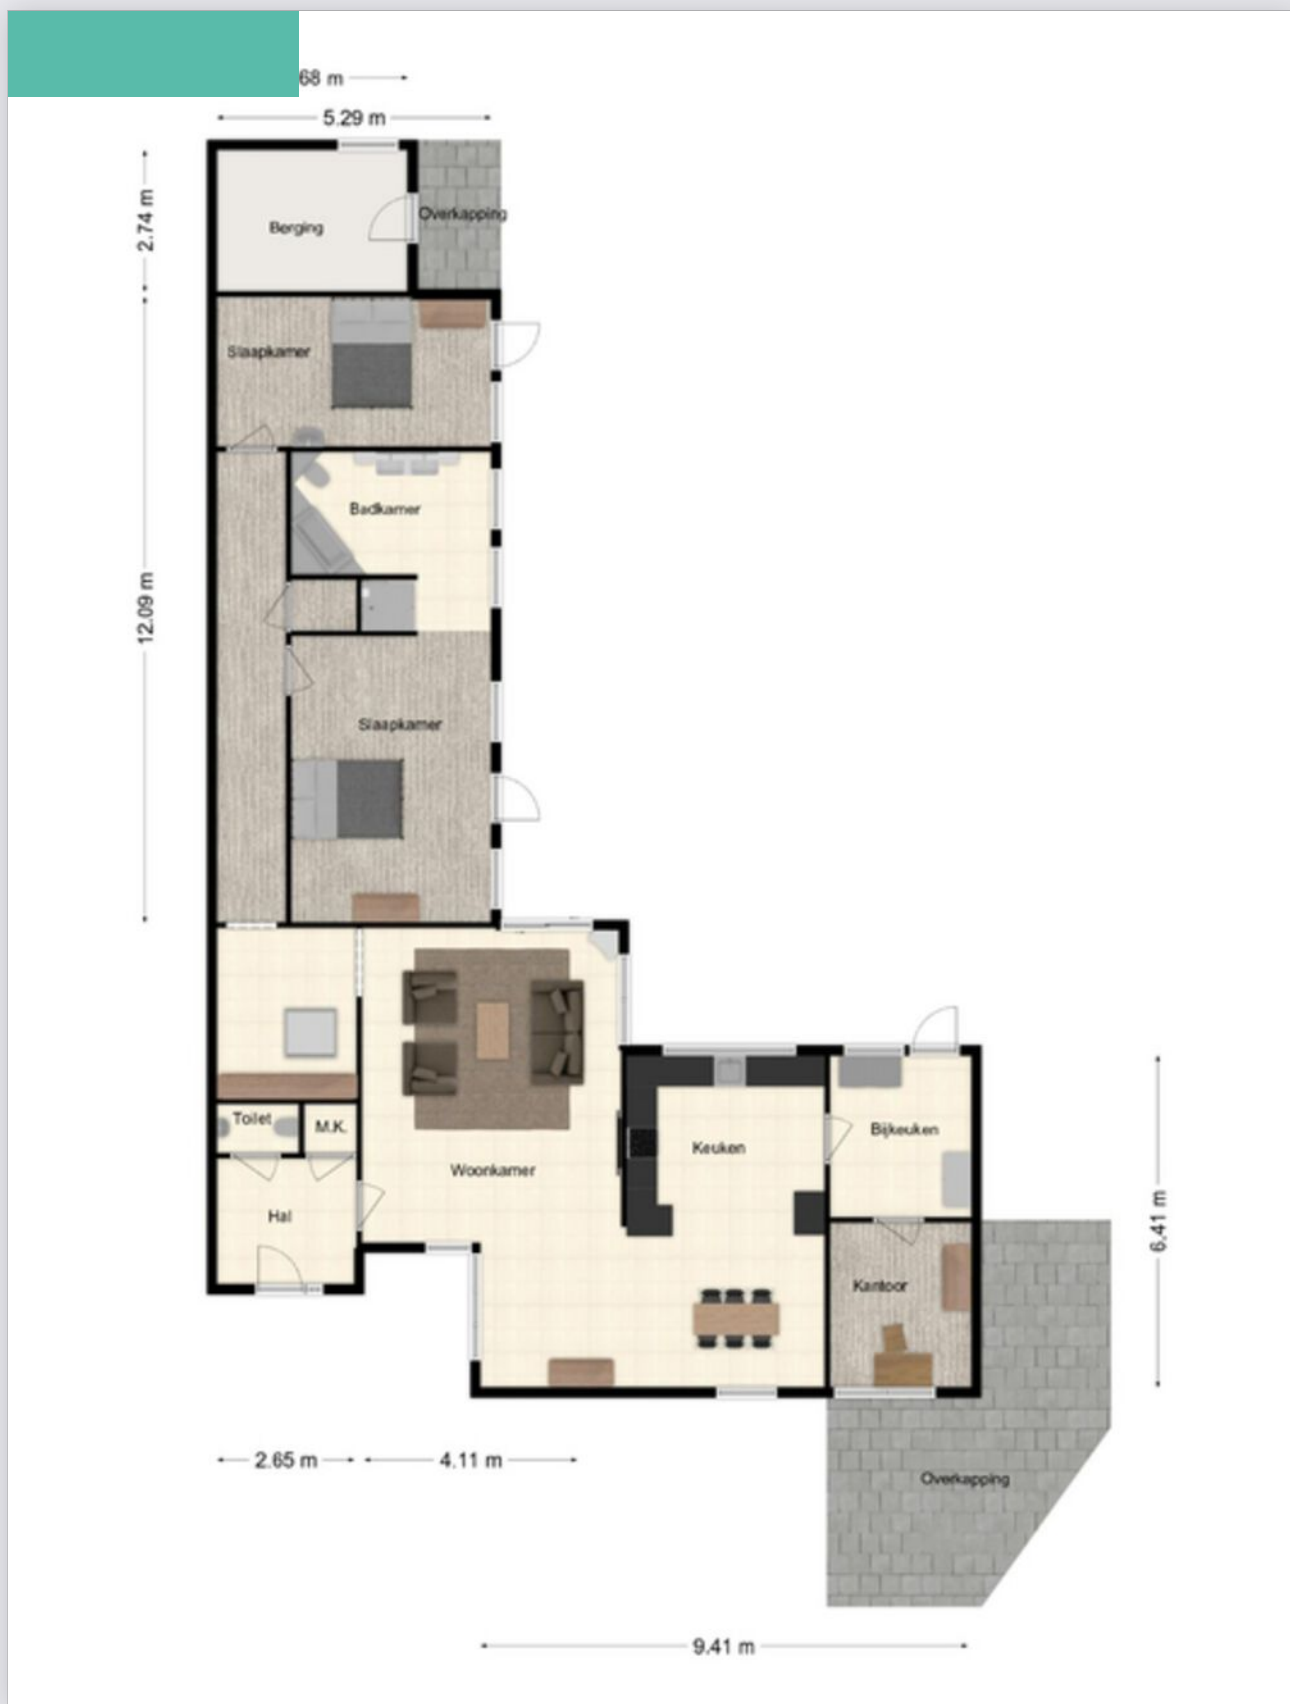 68 m
5.29 m
2.74 m
Berging
Overkapping
Slaapkamer
Badkamer
12.09 m
Slaapkamer
Toilet
M.K.
Woonkamer
Keuken
Bijkeuken
Hal
Kantoor
6.41 m
2.65 m
4.11 m
Overkapping
9.41 m